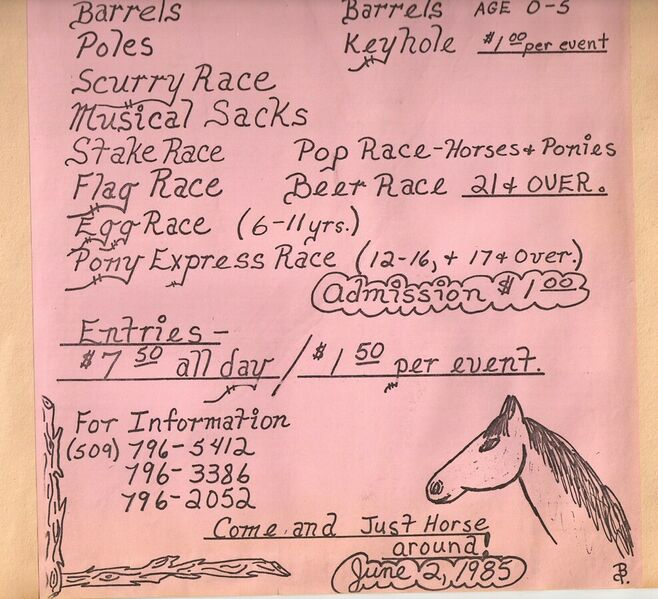 Barrels Barrels AGE 0-5
Poles Keyhole $1.00 per event
Scurry Race
Musical Sacks
Stake Race Pop Race-Horses & Ponies
Flag Race Beer Race 21 & OVER.
Egg Race (6-11 yrs.)
Pony Express Race (12-16, & 17 & Over.)
Admission $1.00
Entries-
$7.50 all day / $1.50 per event.
For Information
(509) 796-5412
796-3386
796-2052
Come and Just Horse
around!
June 2, 1985